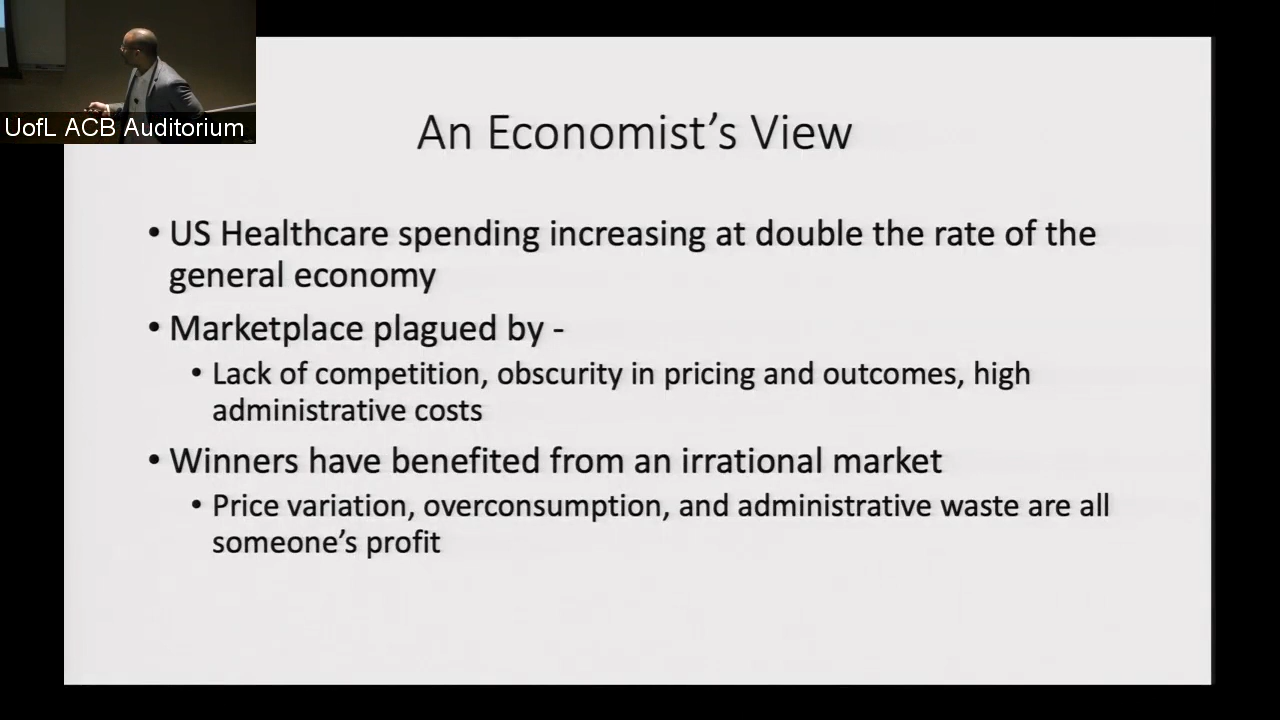 UofL ACB Auditorium
An Economist’s View
• US Healthcare spending increasing at double the rate of the
general economy
• Marketplace plagued by -
• Lack of competition, obscurity in pricing and outcomes, high
administrative costs
• Winners have benefited from an irrational market
• Price variation, overconsumption, and administrative waste are all
someone’s profit